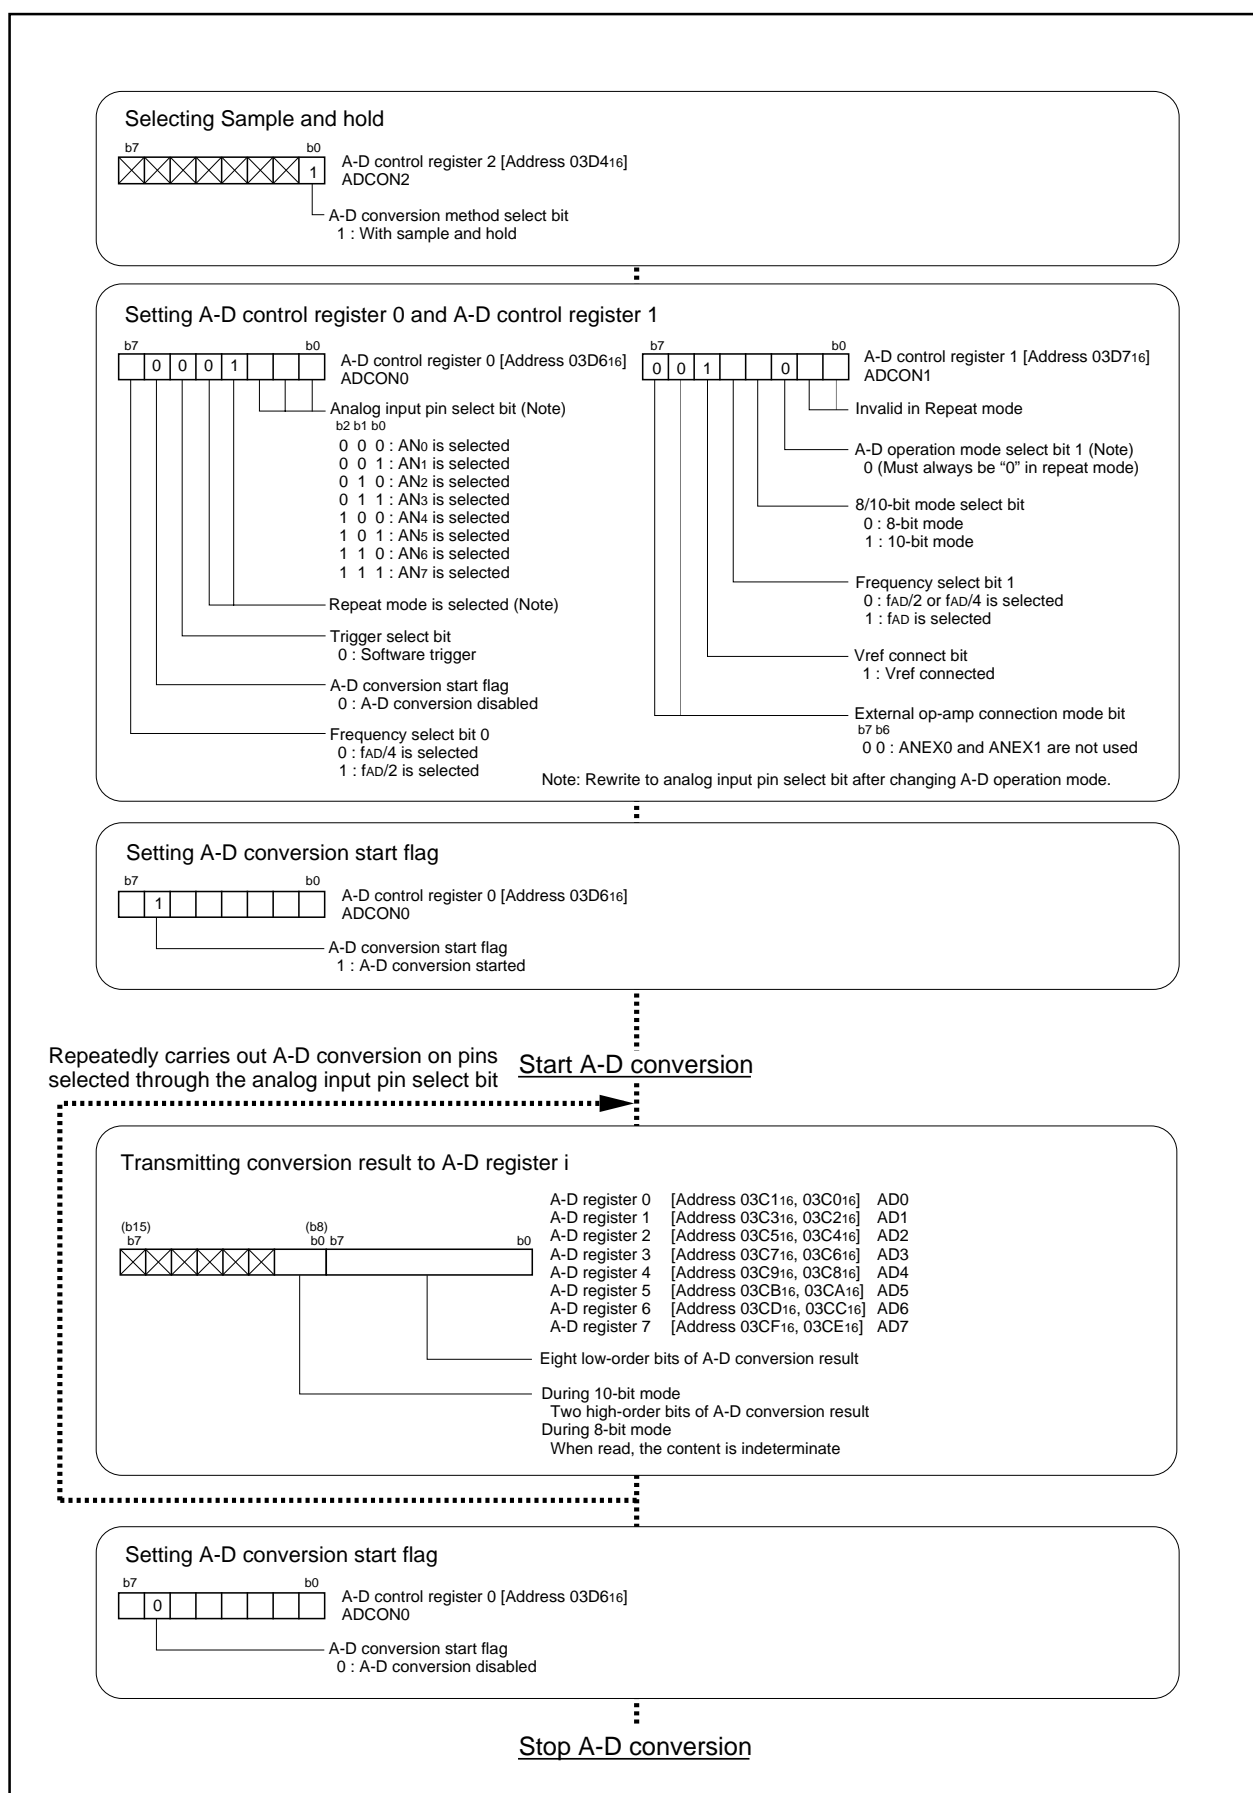 Selecting Sample and hold
b7 b0
1
A-D control register 2 [Address 03D416]
ADCON2
A-D conversion method select bit
1 : With sample and hold
Setting A-D control register 0 and A-D control register 1
b7 b0
0 0 0 1
A-D control register 0 [Address 03D616]
ADCON0
Analog input pin select bit (Note)
b2 b1 b0
0 0 0 : AN0 is selected
0 0 1 : AN1 is selected
0 1 0 : AN2 is selected
0 1 1 : AN3 is selected
1 0 0 : AN4 is selected
1 0 1 : AN5 is selected
1 1 0 : AN6 is selected
1 1 1 : AN7 is selected
Repeat mode is selected (Note)
Trigger select bit
0 : Software trigger
A-D conversion start flag
0 : A-D conversion disabled
Frequency select bit 0
0 : fAD/4 is selected
1 : fAD/2 is selected
b7 b0
0 0 1 0
A-D control register 1 [Address 03D716]
ADCON1
Invalid in Repeat mode
A-D operation mode select bit 1 (Note)
0 (Must always be “0” in repeat mode)
8/10-bit mode select bit
0 : 8-bit mode
1 : 10-bit mode
Frequency select bit 1
0 : fAD/2 or fAD/4 is selected
1 : fAD is selected
Vref connect bit
1 : Vref connected
External op-amp connection mode bit
b7 b6
0 0 : ANEX0 and ANEX1 are not used
Note: Rewrite to analog input pin select bit after changing A-D operation mode.
Setting A-D conversion start flag
b7 b0
1
A-D control register 0 [Address 03D616]
ADCON0
A-D conversion start flag
1 : A-D conversion started
Repeatedly carries out A-D conversion on pins
selected through the analog input pin select bit
Start A-D conversion
Transmitting conversion result to A-D register i
A-D register 0 [Address 03C116, 03C016] AD0
A-D register 1 [Address 03C316, 03C216] AD1
A-D register 2 [Address 03C516, 03C416] AD2
A-D register 3 [Address 03C716, 03C616] AD3
A-D register 4 [Address 03C916, 03C816] AD4
A-D register 5 [Address 03CB16, 03CA16] AD5
A-D register 6 [Address 03CD16, 03CC16] AD6
A-D register 7 [Address 03CF16, 03CE16] AD7
(b15) (b8)
b7 b0 b7 b0
Eight low-order bits of A-D conversion result
During 10-bit mode
Two high-order bits of A-D conversion result
During 8-bit mode
When read, the content is indeterminate
Setting A-D conversion start flag
b7 b0
0
A-D control register 0 [Address 03D616]
ADCON0
A-D conversion start flag
0 : A-D conversion disabled
Stop A-D conversion